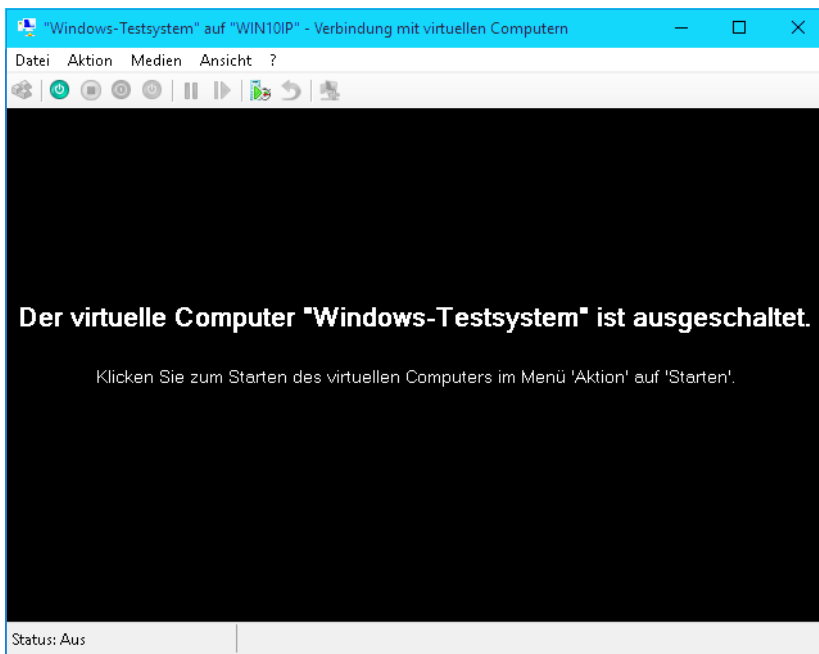 "Windows-Testsystem" auf "WIN10IP" - Verbindung mit virtuellen Computern
Datei Aktion Medien Ansicht ?
Der virtuelle Computer "Windows-Testsystem" ist ausgeschaltet.
Klicken Sie zum Starten des virtuellen Computers im Menü 'Aktion' auf 'Starten'.
Status: Aus